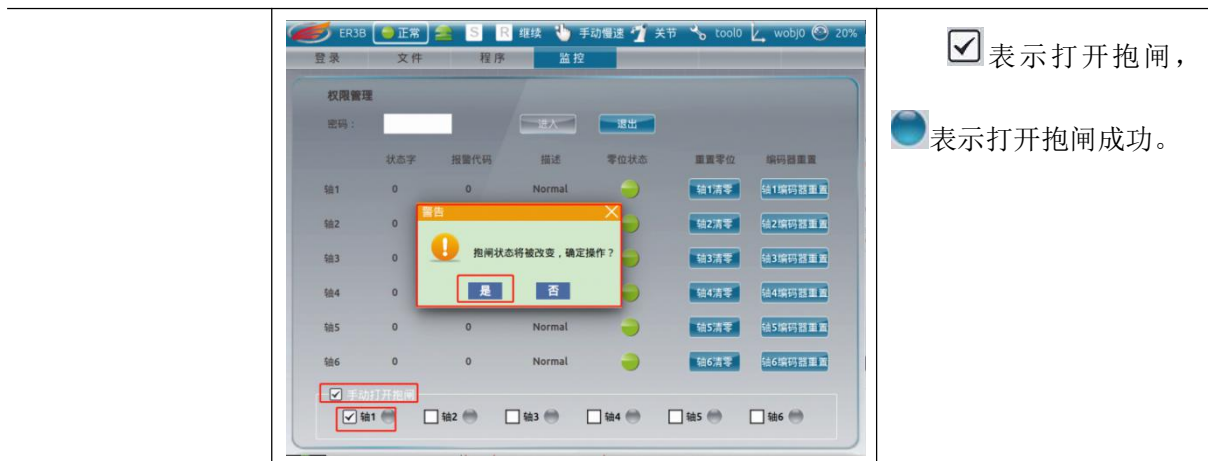 ER3B 正常 S R 继续 手动慢速 关节 tool0 wobj0 20%
登录 文件 程序 监控
权限管理
密码： 进入 退出
状态字 报警代码 描述 零位状态 重置零位 编码器重置
轴1 0 0 Normal 轴1清零 轴1编码器重置
轴2 0 轴2清零 轴2编码器重置
轴3 0 轴3清零 轴3编码器重置
轴4 0 轴4清零 轴4编码器重置
轴5 0 0 Normal 轴5清零 轴5编码器重置
轴6 0 0 Normal 轴6清零 轴6编码器重置
警告
抱闸状态将被改变，确定操作？
是 否
手动打开抱闸
轴1 轴2 轴3 轴4 轴5 轴6
表示打开抱闸，
表示打开抱闸成功。